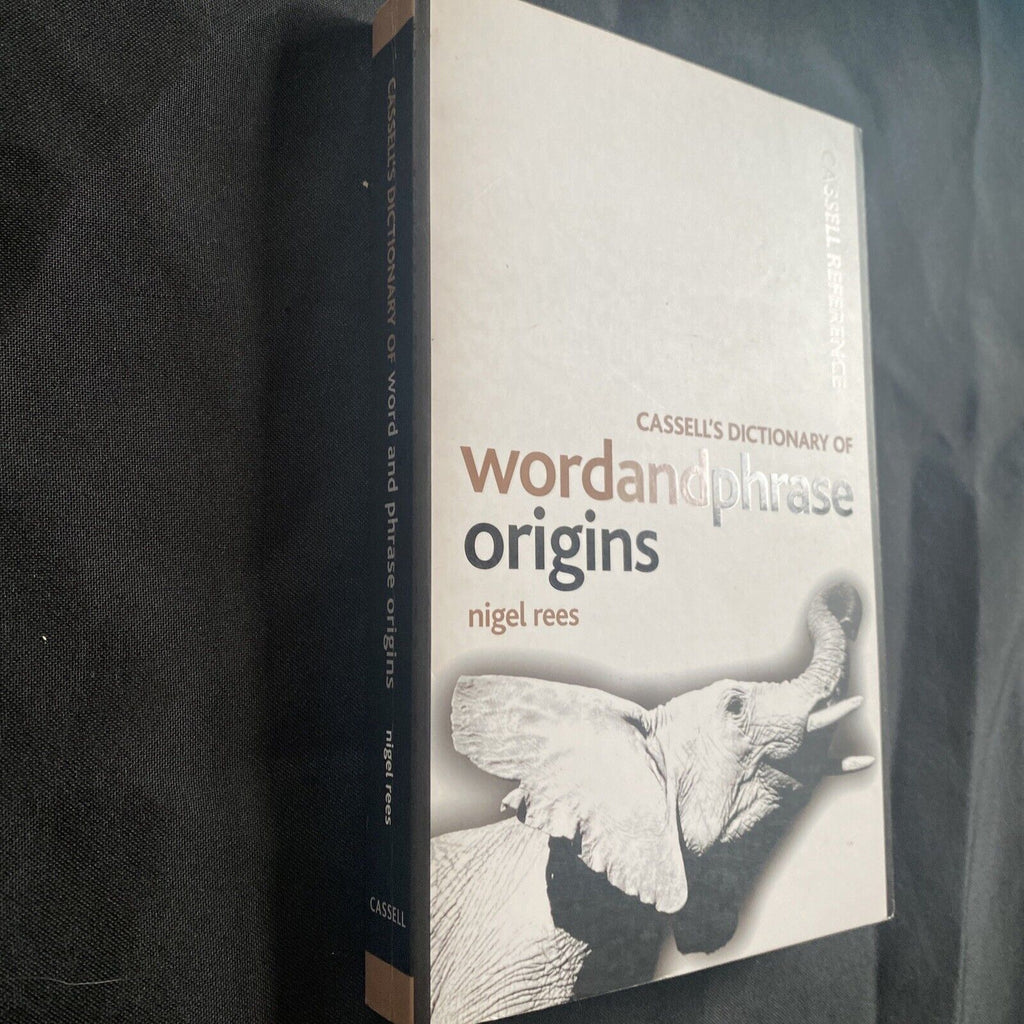 CASSELL'S DICTIONARY OF word and phrase origins nigel rees
CASSELL
CASSELL REFERENCE
CASSELL'S DICTIONARY OF
wordandphrase
origins
nigel rees